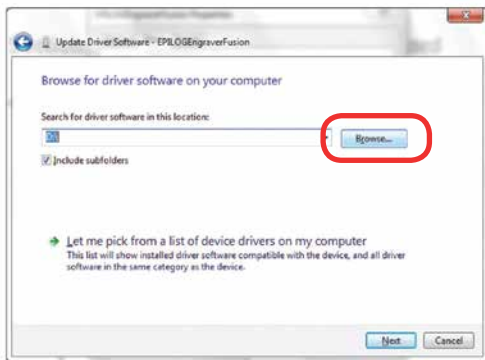 Update Driver Software - EPILOGEngraverFusion
Browse for driver software on your computer
Search for driver software in this location:
Browse...
Include subfolders
Let me pick from a list of device drivers on my computer
This list will show installed driver software compatible with the device, and all driver
software in the same category as the device.
Next Cancel